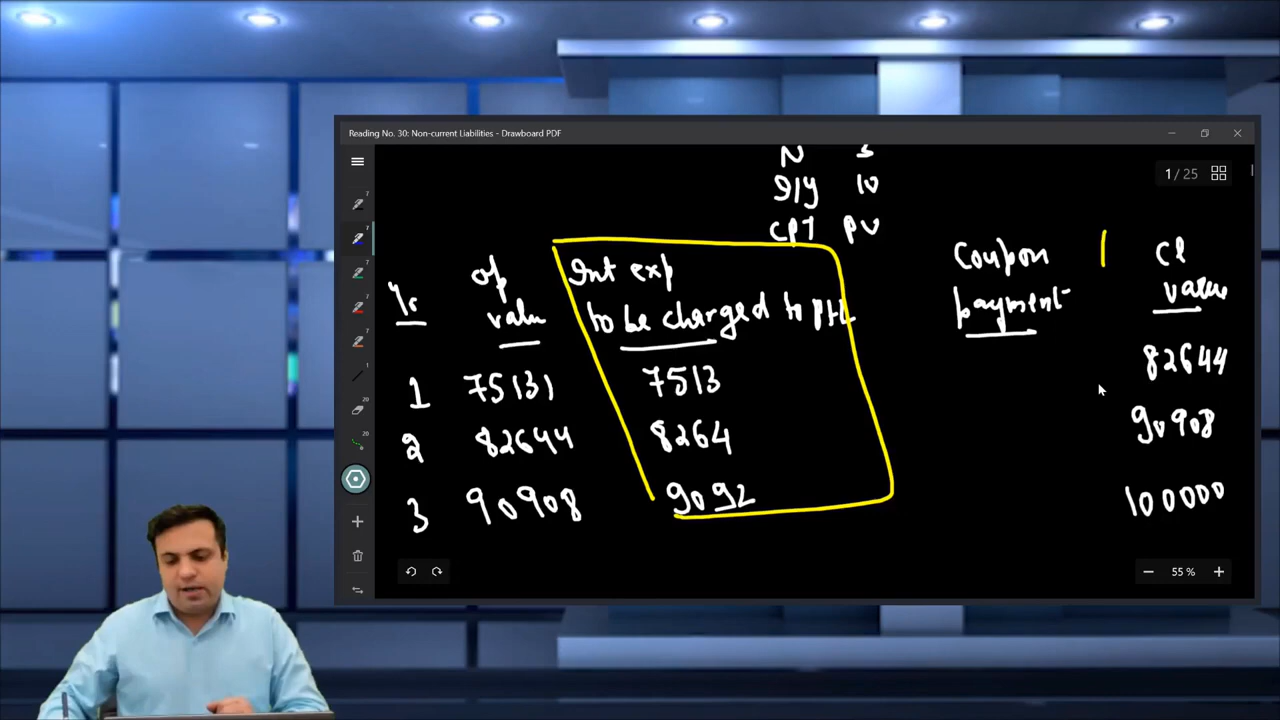 Reading No. 30: Non-current Liabilities - Drawboard PDF
1 / 25
N
I/Y 10
CPT PV
Yr
op
value
Int exp
to be charged to P+L
Coupon
payment
Cl
value
1 75131 7513 82644
2 82644 8264 90908
3 90908 9092 100000
55 %